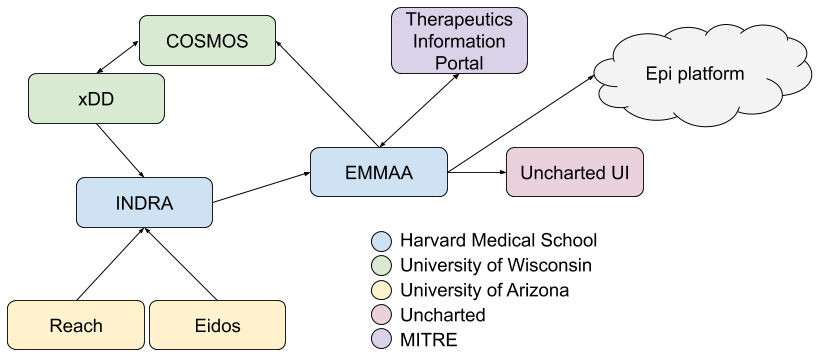 COSMOS
Therapeutics
Information
Portal
Epi platform
xDD
EMMAA
Uncharted UI
INDRA
Harvard Medical School
University of Wisconsin
University of Arizona
Uncharted
MITRE
Reach
Eidos